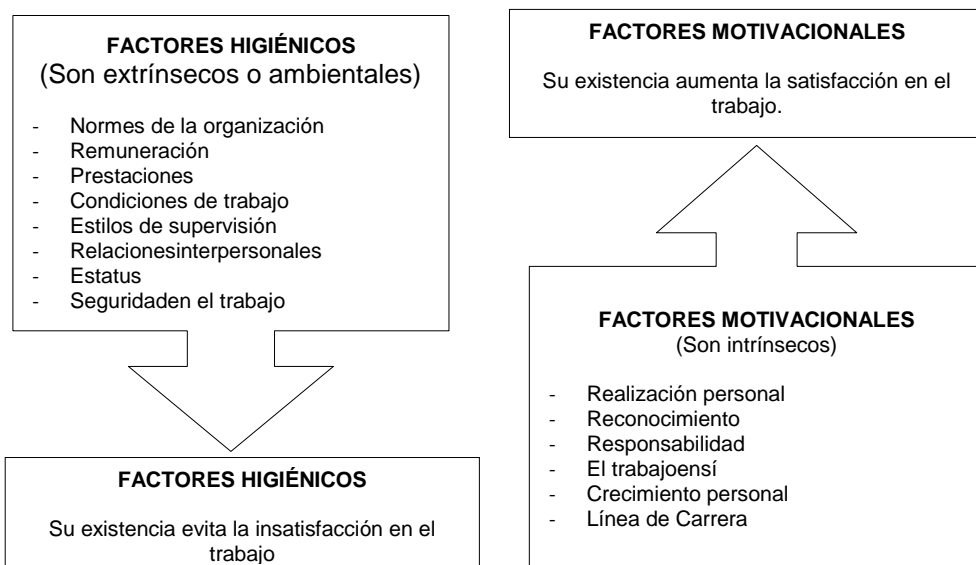 FACTORES HIGIÉNICOS
(Son extrínsecos o ambientales)
- Normes de la organización
- Remuneración
- Prestaciones
- Condiciones de trabajo
- Estilos de supervisión
- Relacionesinterpersonales
- Estatus
- Seguridaden el trabajo
FACTORES HIGIÉNICOS
Su existencia evita la insatisfacción en el
trabajo
FACTORES MOTIVACIONALES
Su existencia aumenta la satisfacción en el
trabajo.
FACTORES MOTIVACIONALES
(Son intrínsecos)
- Realización personal
- Reconocimiento
- Responsabilidad
- El trabajoensí
- Crecimiento personal
- Línea de Carrera